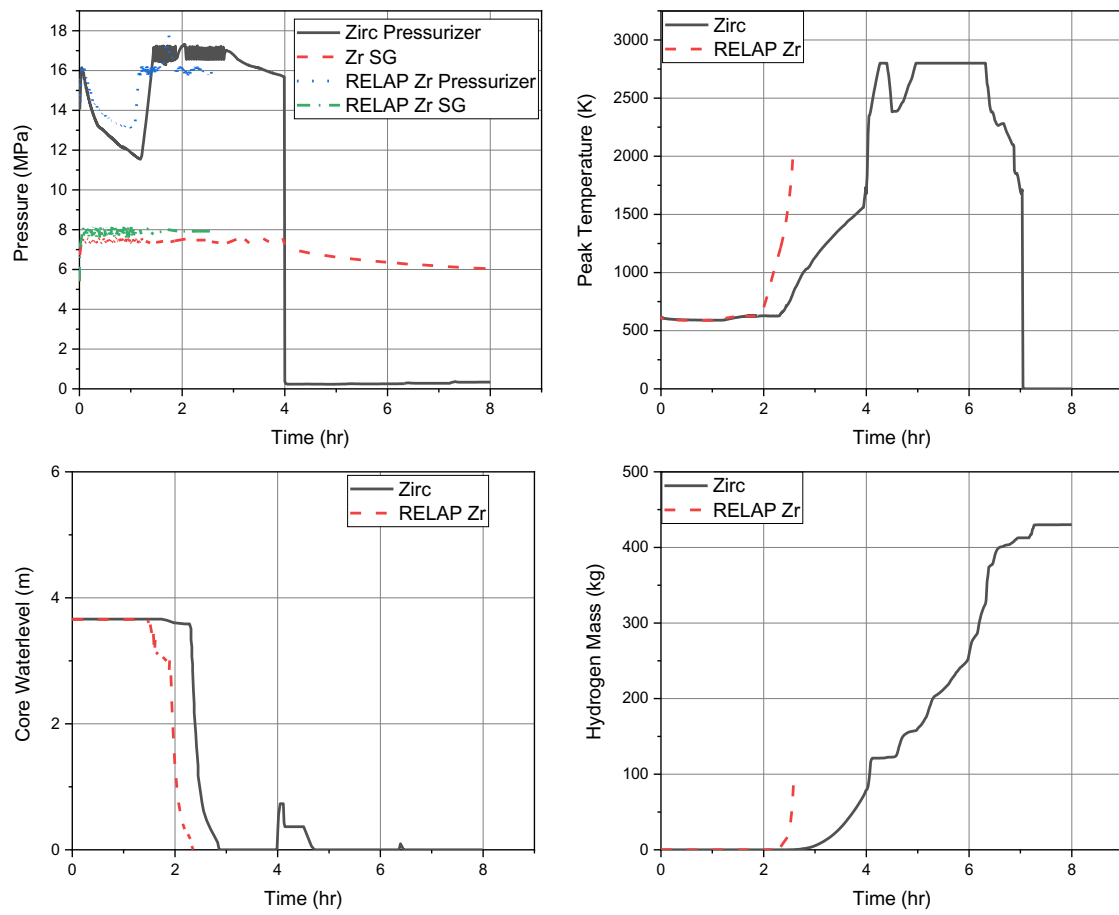 18
16
14
12
10
8
6
4
2
0
Pressure (MPa)
Zirc Pressurizer
Zr SG
RELAP Zr Pressurizer
RELAP Zr SG
0 2 4 6 8
Time (hr)
3000
2500
2000
1500
1000
500
0
Peak Temperature (K)
Zirc
RELAP Zr
0 2 4 6 8
Time (hr)
6
4
2
0
Core Waterlevel (m)
Zirc
RELAP Zr
0 2 4 6 8
Time (hr)
500
400
300
200
100
0
Hydrogen Mass (kg)
Zirc
RELAP Zr
0 2 4 6 8
Time (hr)